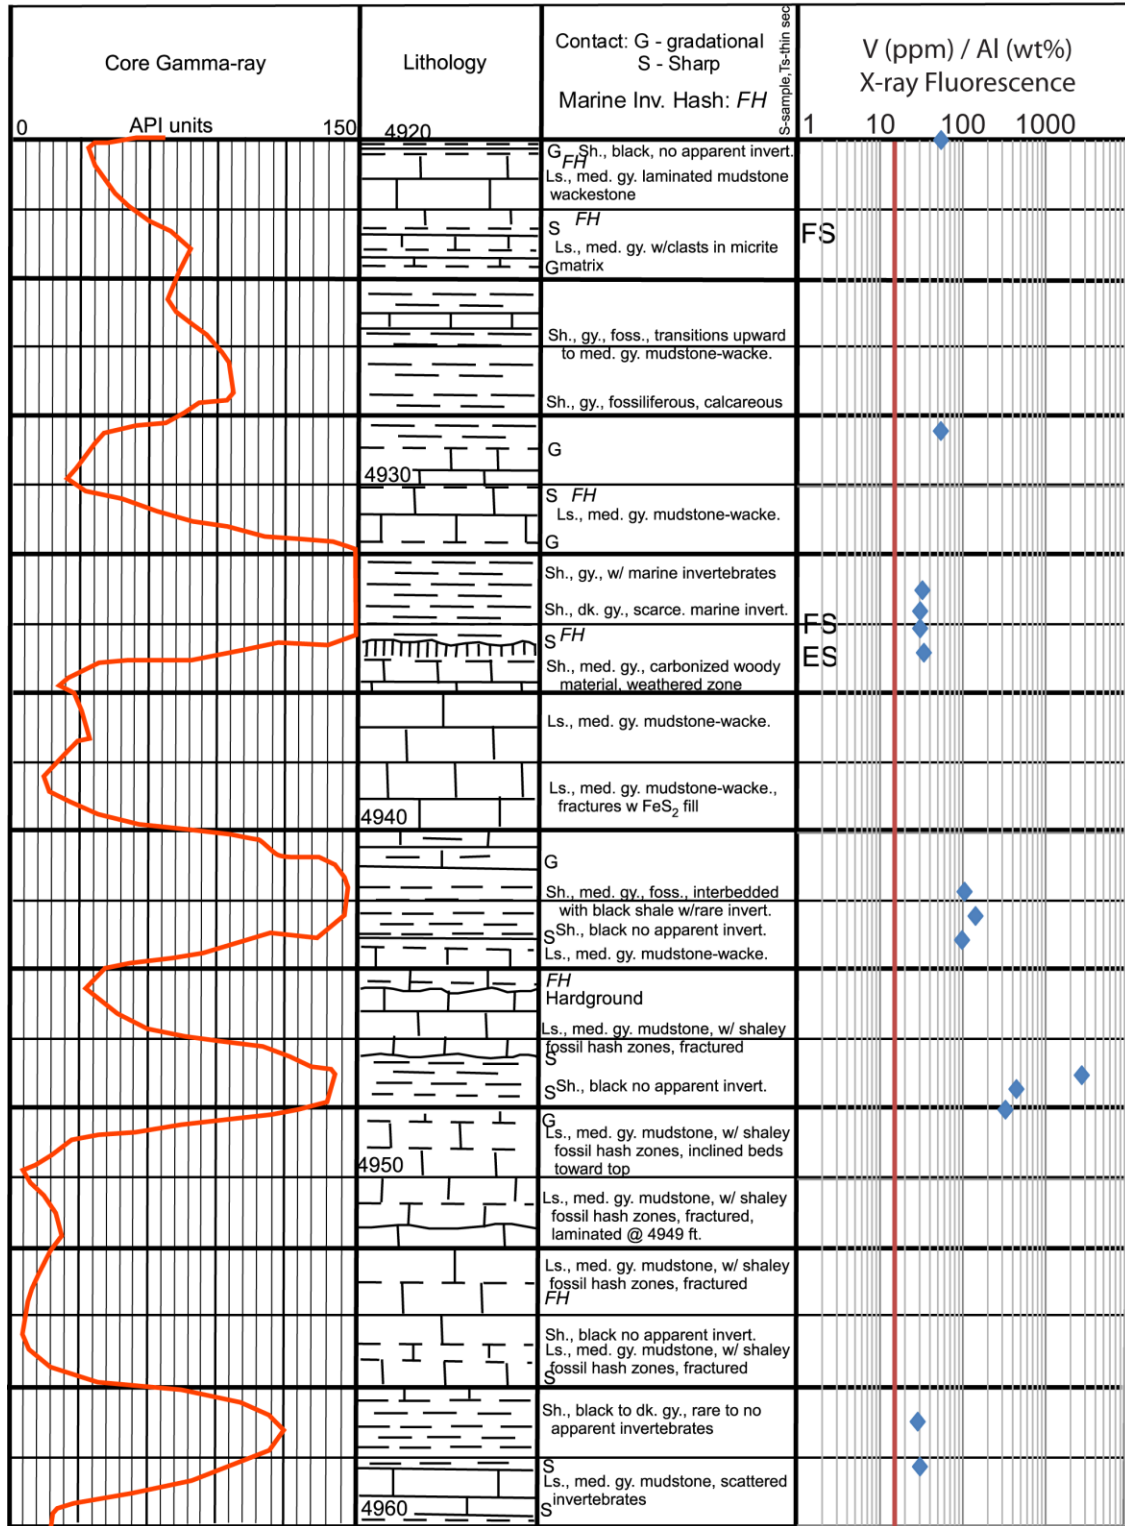 Core Gamma-ray
0 API units 150
Lithology
Contact: G - gradational
S - Sharp
Marine Inv. Hash: FH
S-sample,Ts-thin sec
V (ppm) / Al (wt%)
X-ray Fluorescence
1 10 100 1000
4920
G Sh., black, no apparent invert.
FH
Ls., med. gy. laminated mudstone
wackestone
S FH
FS
Ls., med. gy. w/clasts in micrite
G matrix
Sh., gy., foss., transitions upward
to med. gy. mudstone-wacke.
Sh., gy., fossiliferous, calcareous
G
4930
S FH
Ls., med. gy. mudstone-wacke.
G
Sh., gy., w/ marine invertebrates
Sh., dk. gy., scarce. marine invert.
FS
S FH
ES
Sh., med. gy., carbonized woody
material, weathered zone
Ls., med. gy. mudstone-wacke.
Ls., med. gy. mudstone-wacke.,
fractures w FeS2 fill
4940
G
Sh., med. gy., foss., interbedded
with black shale w/rare invert.
S Sh., black no apparent invert.
Ls., med. gy. mudstone-wacke.
FH
Hardground
Ls., med. gy. mudstone, w/ shaley
fossil hash zones, fractured
S
S Sh., black no apparent invert.
G
Ls., med. gy. mudstone, w/ shaley
fossil hash zones, inclined beds
toward top
4950
Ls., med. gy. mudstone, w/ shaley
fossil hash zones, fractured,
laminated @ 4949 ft.
Ls., med. gy. mudstone, w/ shaley
fossil hash zones, fractured
FH
Sh., black no apparent invert.
Ls., med. gy. mudstone, w/ shaley
fossil hash zones, fractured
S
Sh., black to dk. gy., rare to no
apparent invertebrates
S
Ls., med. gy. mudstone, scattered
invertebrates
4960
S